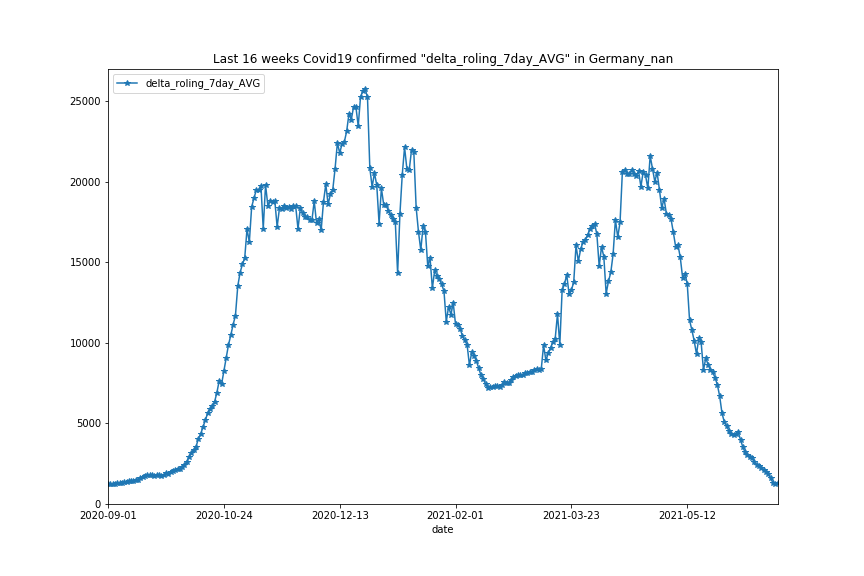 Last 16 weeks Covid19 confirmed "delta_roling_7day_AVG" in Germany_nan
delta_roling_7day_AVG
25000
20000
15000
10000
5000
0
2020-09-01 2020-10-24 2020-12-13 2021-02-01 2021-03-23 2021-05-12
date